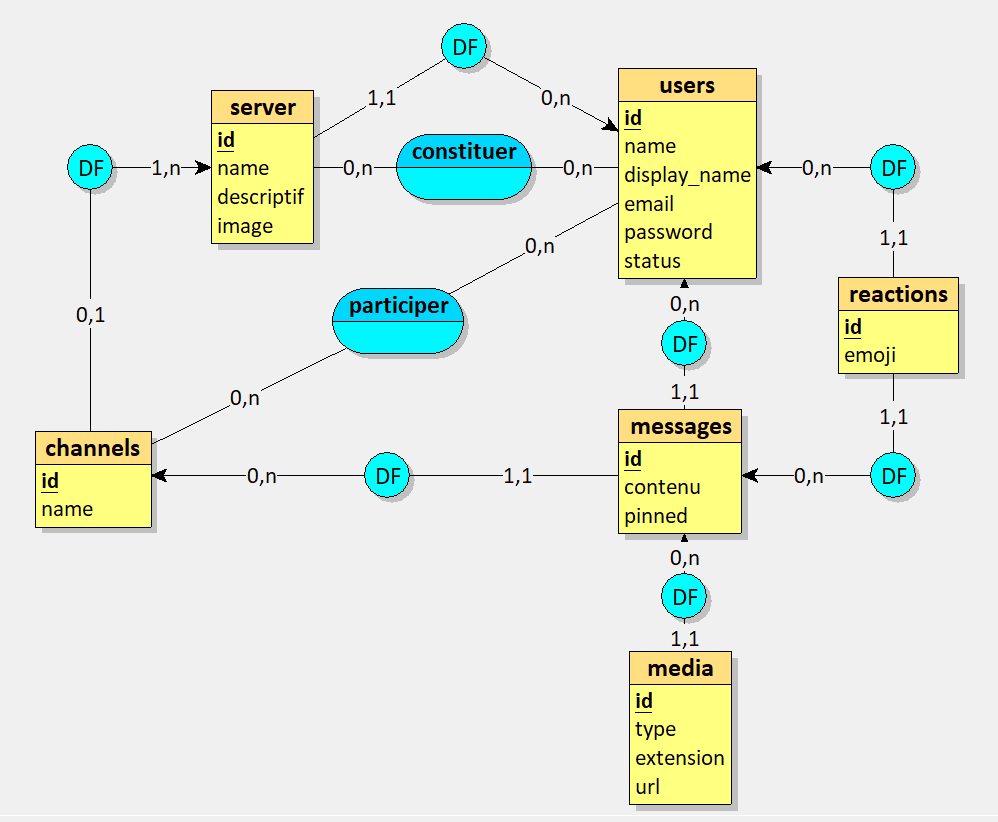 DF
1,1
0,n
server
id
name
descriptif
image
constituer
0,n
0,n
users
id
name
display_name
email
password
status
DF
1,n
0,1
DF
0,n
1,1
participer
0,n
0,n
reactions
id
emoji
0,n
DF
1,1
1,1
DF
0,n
channels
id
name
0,n
DF
1,1
messages
id
contenu
pinned
0,n
DF
1,1
media
id
type
extension
url